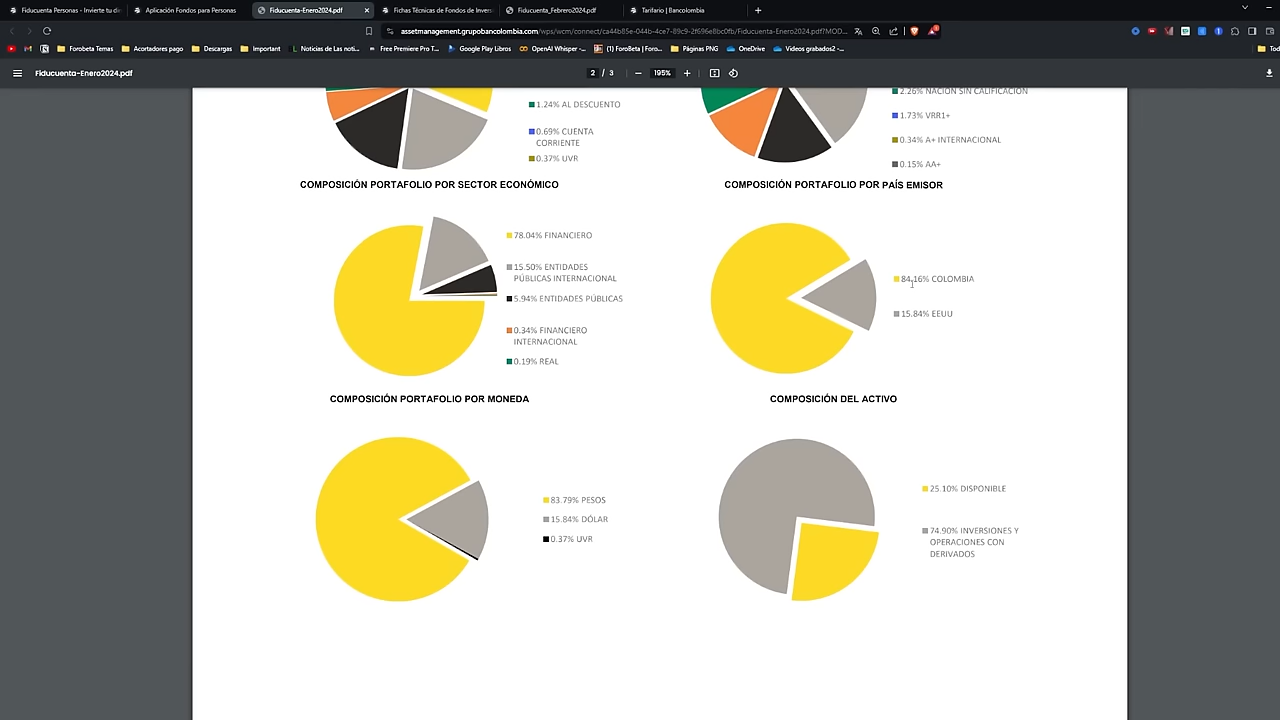 Fiducuenta Personas - Invierte tu di
Aplicación Fondos para Personas
Fiducuenta-Enero2024.pdf
Fichas Técnicas de Fondos de Inver
Fiducuenta_Febrero2024.pdf
Tarifario | Bancolombia
assetmanagement.grupobancolombia.com/wps/wcm/connect/ca44b85e-044b-4ce7-89c9-2f696e8bc0fb/Fiducuenta-Enero2024.pdf?MOD...
Forobeta Temas
Acortadores pago
Descargas
Important
Noticias de Las noti...
Free Premiere Pro T...
Google Play Libros
OpenAI Whisper -...
(1) ForoBeta | Foro...
Páginas PNG
OneDrive
Videos grabados2 -...
Tod
Fiducuenta-Enero2024.pdf
2 / 3
195%
1.24% AL DESCUENTO
0.69% CUENTA
CORRIENTE
0.37% UVR
2.26% NACION SIN CALIFICACIÓN
1.73% VRR1+
0.34% A+ INTERNACIONAL
0.15% AA+
COMPOSICIÓN PORTAFOLIO POR SECTOR ECONÓMICO
COMPOSICIÓN PORTAFOLIO POR PAÍS EMISOR
78.04% FINANCIERO
15.50% ENTIDADES
PÚBLICAS INTERNACIONAL
5.94% ENTIDADES PÚBLICAS
0.34% FINANCIERO
INTERNACIONAL
0.19% REAL
84.16% COLOMBIA
15.84% EEUU
COMPOSICIÓN PORTAFOLIO POR MONEDA
COMPOSICIÓN DEL ACTIVO
83.79% PESOS
15.84% DÓLAR
0.37% UVR
25.10% DISPONIBLE
74.90% INVERSIONES Y
OPERACIONES CON
DERIVADOS